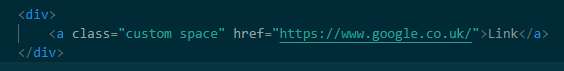 <div>
    <a class="custom space" href="https://www.google.co.uk/">Link</a>
</div>